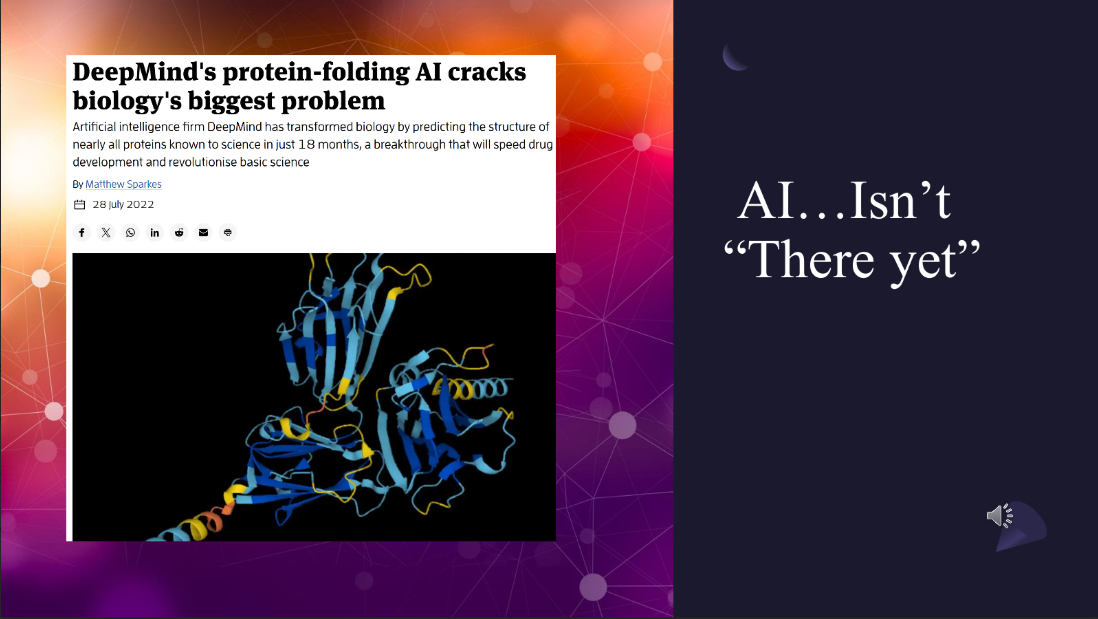 DeepMind's protein-folding AI cracks
biology's biggest problem
Artificial intelligence firm DeepMind has transformed biology by predicting the structure of
nearly all proteins known to science in just 18 months, a breakthrough that will speed drug
development and revolutionise basic science
By Matthew Sparkes
28 July 2022
AI…Isn’t
“There yet”